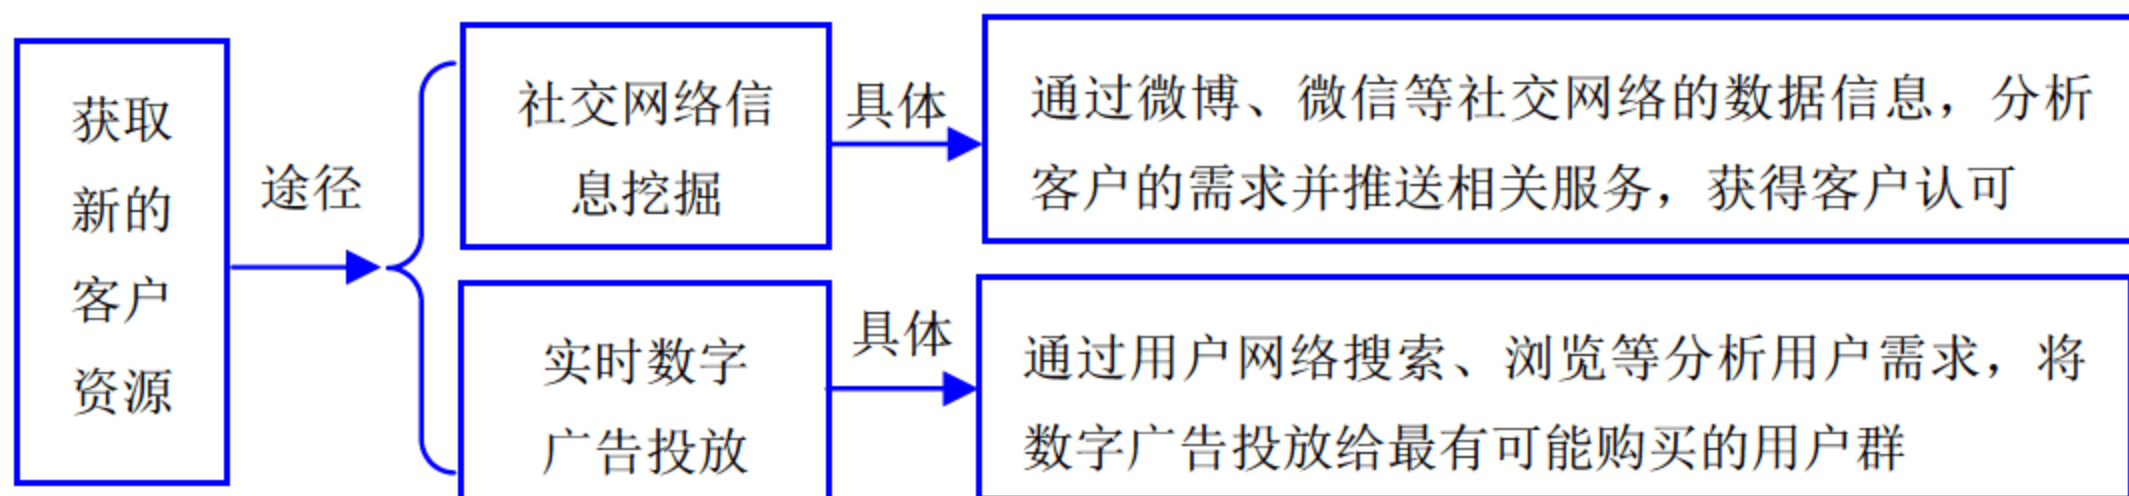 获取
新的
客户
资源
途径
社交网络信
息挖掘
具体
通过微博、微信等社交网络的数据信息，分析
客户的需求并推送相关服务，获得客户认可
实时数字
广告投放
具体
通过用户网络搜索、浏览等分析用户需求，将
数字广告投放给最有可能购买的用户群